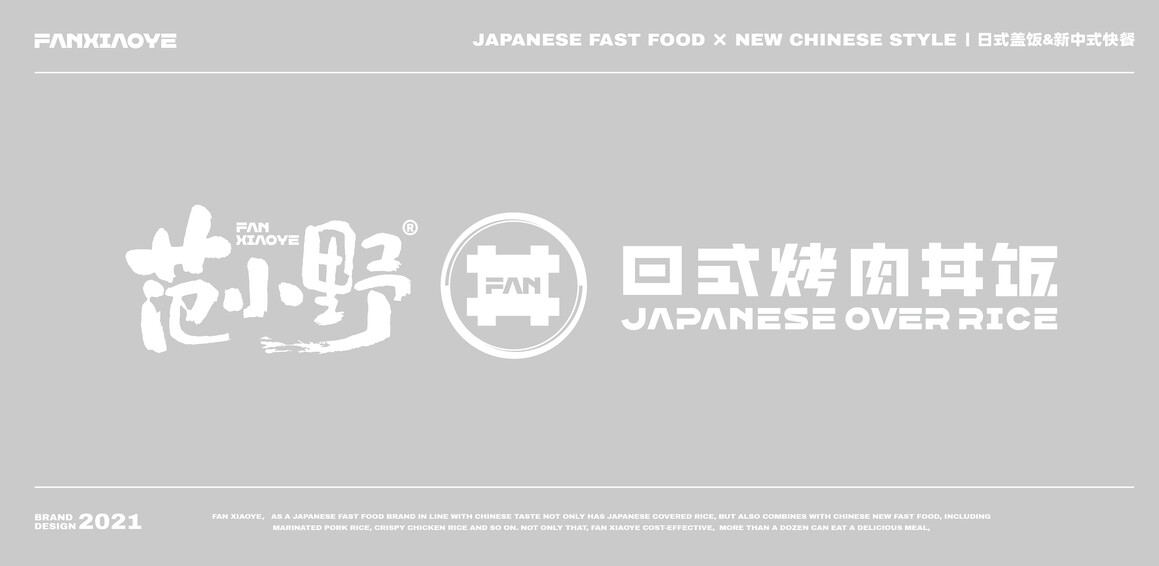 FANXIAOYE
JAPANESE FAST FOOD × NEW CHINESE STYLE | 日式盖饭&新中式快餐
范小野®
FAN
XIAOYE
FAN
日式烤肉丼饭
JAPANESE OVER RICE
BRAND
DESIGN 2021
FAN XIAOYE, AS A JAPANESE FAST FOOD BRAND IN LINE WITH CHINESE TASTE NOT ONLY HAS JAPANESE COVERED RICE, BUT ALSO COMBINES WITH CHINESE NEW FAST FOOD, INCLUDING
MARINATED PORK RICE, CRISPY CHICKEN RICE AND SO ON. NOT ONLY THAT, FAN XIAOYE COST-EFFECTIVE, MORE THAN A DOZEN CAN EAT A DELICIOUS MEAL,